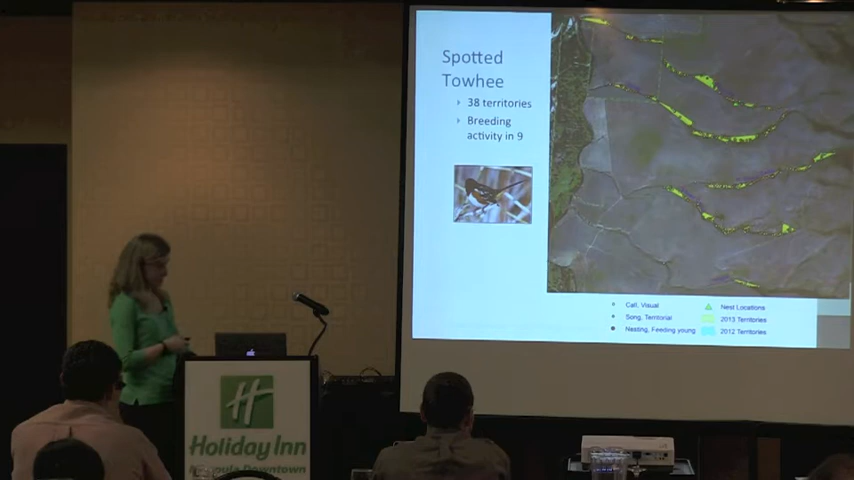 Spotted
Towhee
38 territories
Breeding
activity in 9
Call, Visual
Song, Territorial
Nesting, Feeding young
Nest Locations
2013 Territories
2012 Territories
H
Holiday Inn
Downtown